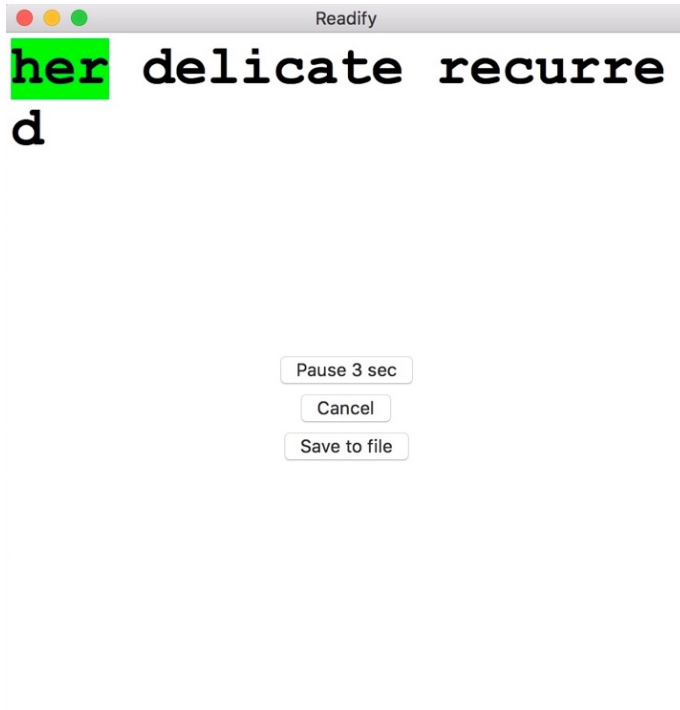 Readify
her delicate recurre
d
Pause 3 sec
Cancel
Save to file